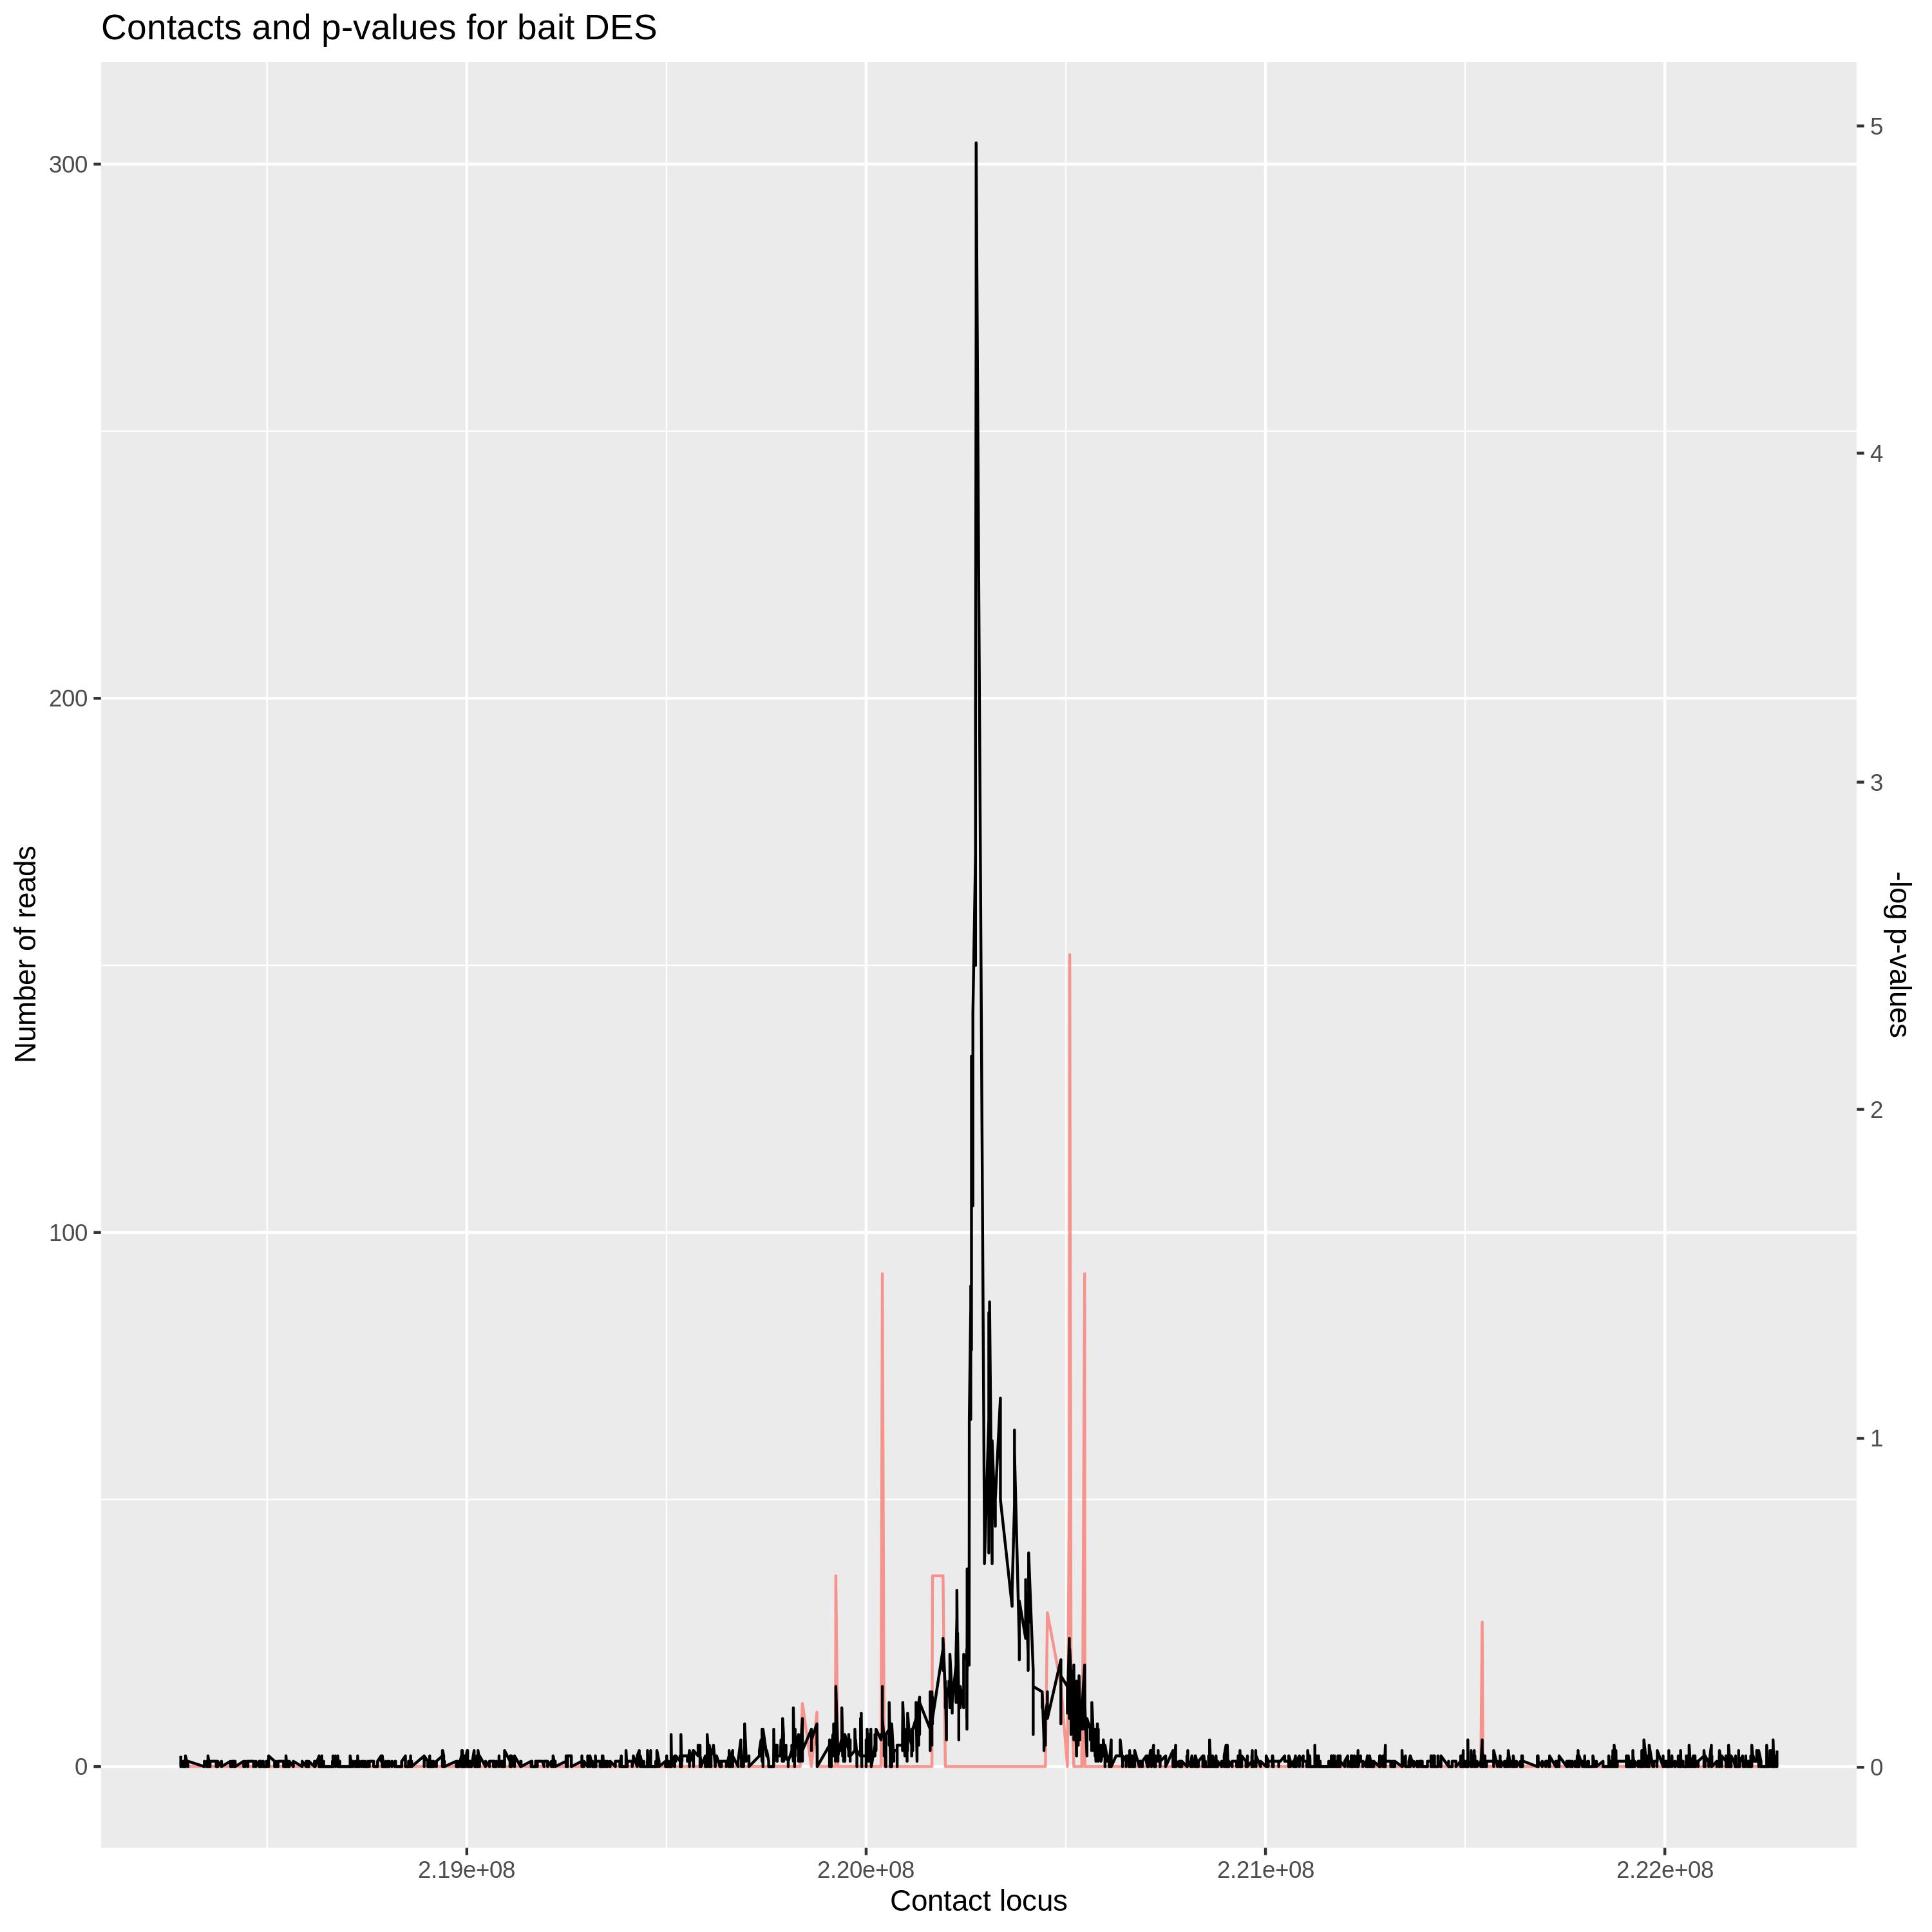 Contacts and p-values for bait DES
300
200
100
0
Number of reads
5
4
3
2
1
0
-log p-values
2.19e+08
2.20e+08
2.21e+08
2.22e+08
Contact locus